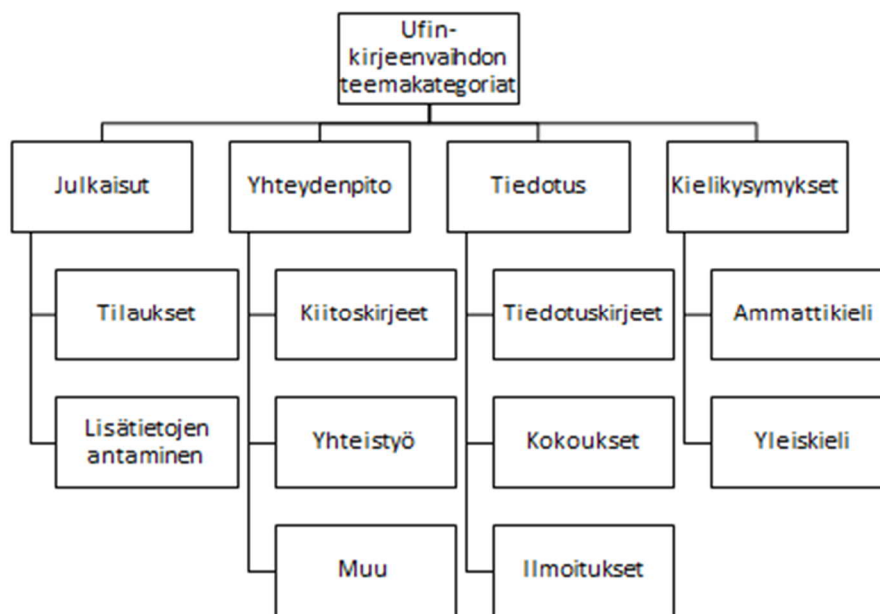 Ufin-
kirjeenvaihdon
teemakategoriat
Julkaisut
Yhteydenpito
Tiedotus
Kielikysymykset
Tilaukset
Kiitoskirjeet
Tiedotuskirjeet
Ammattikieli
Lisätietojen
antaminen
Yhteistyö
Kokoukset
Yleiskieli
Muu
Ilmoitukset